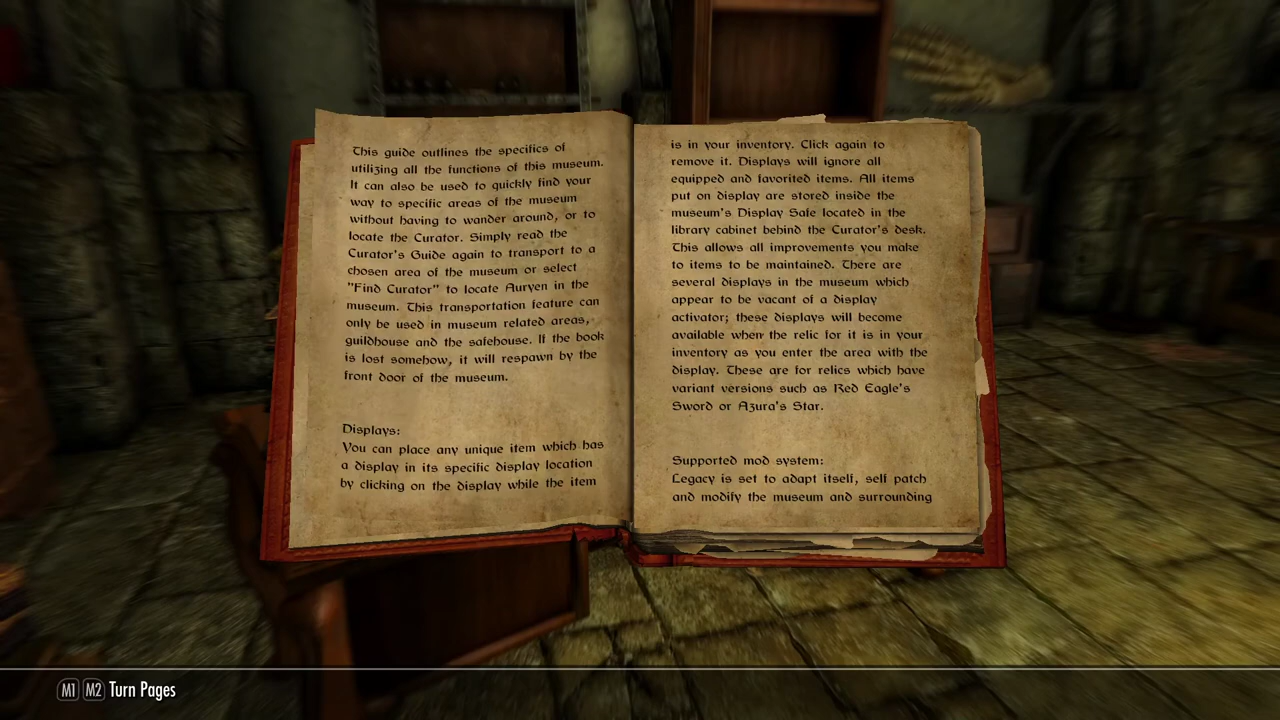 This guide outlines the specifics of
utilizing all the functions of this museum.
It can also be used to quickly find your
way to specific areas of the museum
without having to wander around, or to
locate the Curator. Simply read the
Curator's Guide again to transport to a
chosen area of the museum or select
"Find Curator" to locate Auryen in the
museum. This transportation feature can
only be used in museum related areas,
guildhouse and the safehouse. If the book
is lost somehow, it will respawn by the
front door of the museum.
Displays:
You can place any unique item which has
a display in its specific display location
by clicking on the display while the item
is in your inventory. Click again to
remove it. Displays will ignore all
equipped and favorited items. All items
put on display are stored inside the
museum's Display Safe located in the
library cabinet behind the Curator's desk.
This allows all improvements you make
to items to be maintained. There are
several displays in the museum which
appear to be vacant of a display
activator; these displays will become
available when the relic for it is in your
inventory as you enter the area with the
display. These are for relics which have
variant versions such as Red Eagle's
Sword or Azura's Star.
Supported mod system:
Legacy is set to adapt itself, self patch
and modify the museum and surrounding
M1 M2 Turn Pages